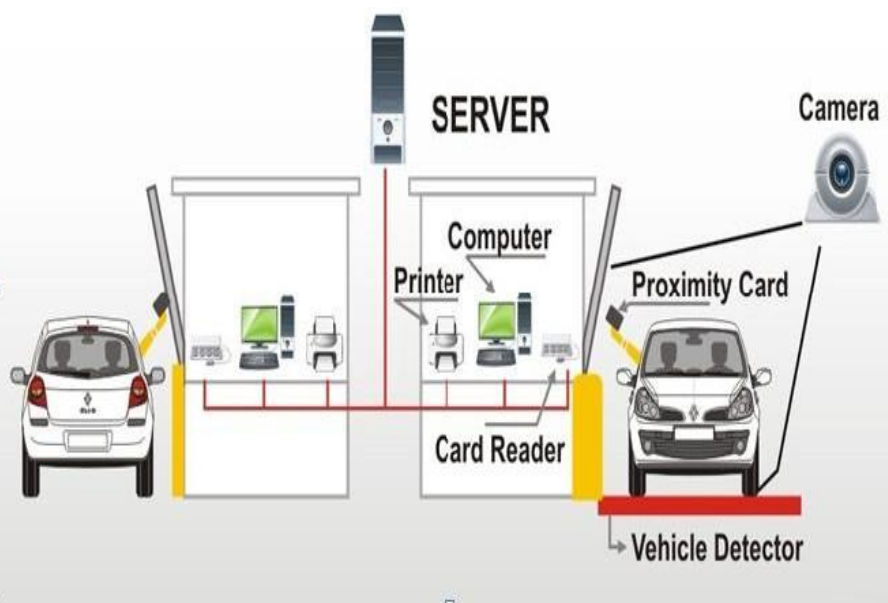 SERVER
Camera
Computer
Printer
Proximity Card
Card Reader
Vehicle Detector